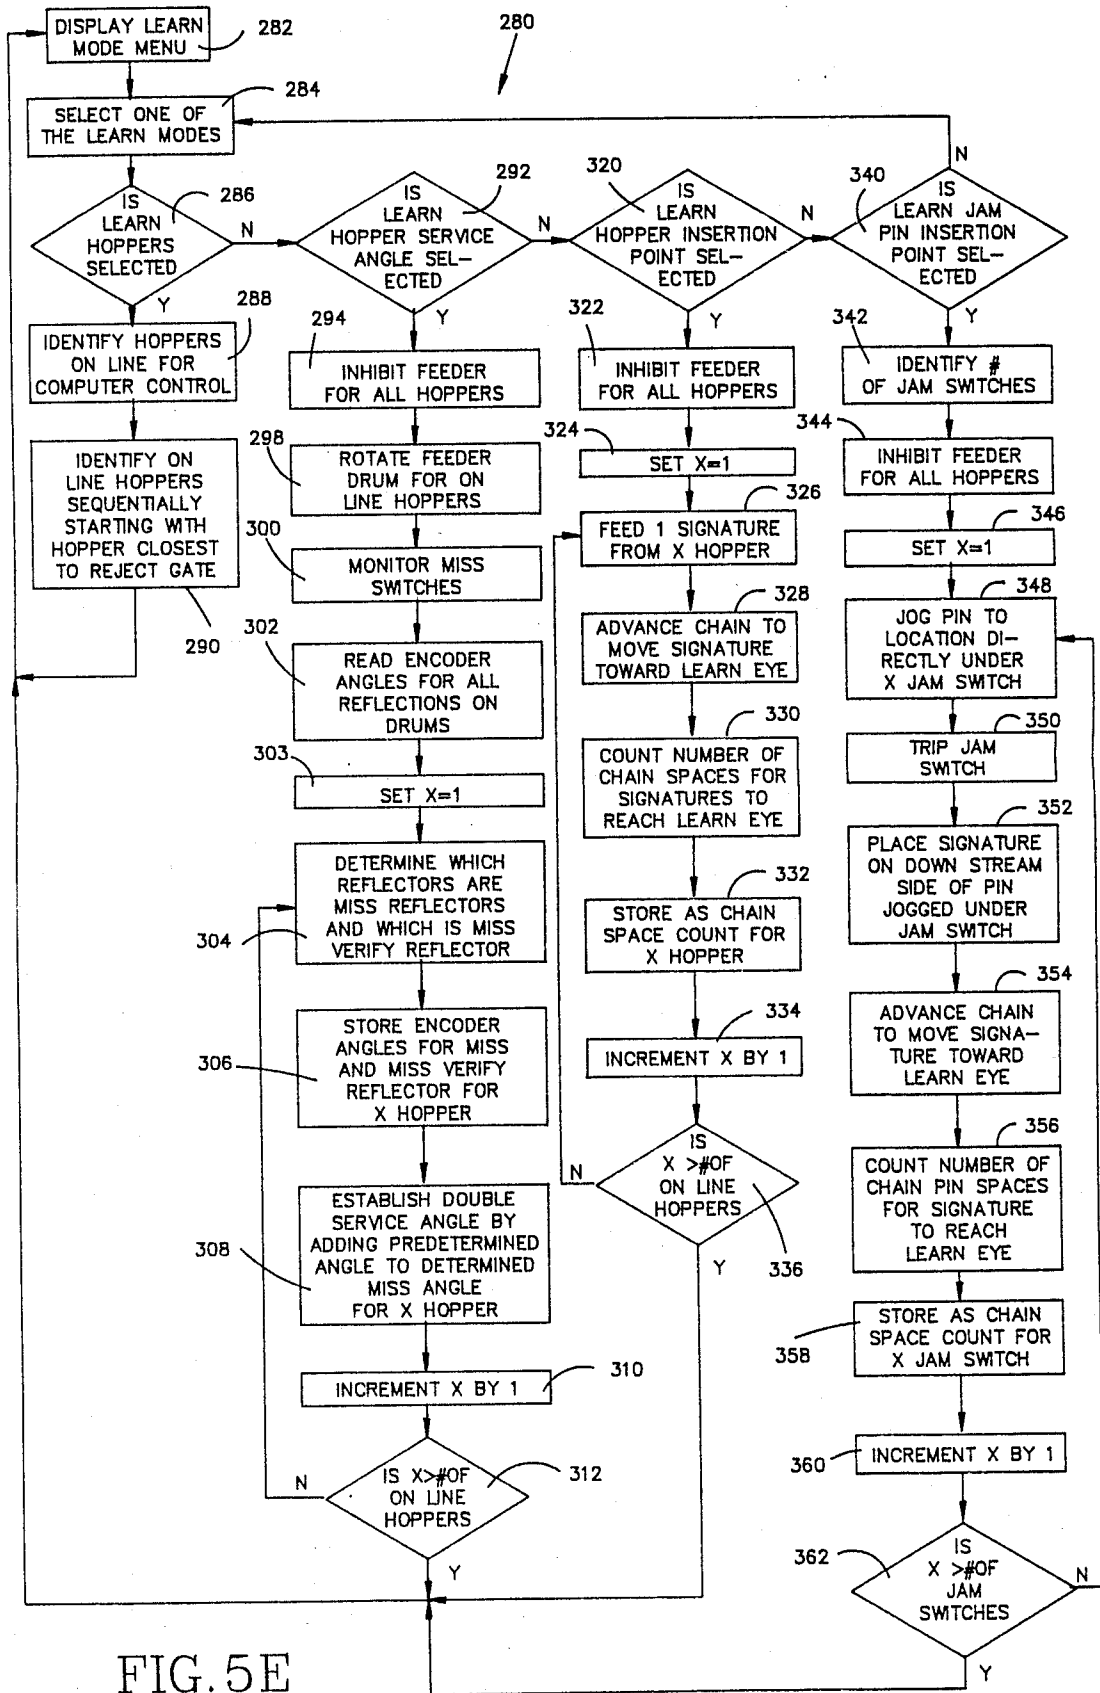 280
DISPLAY LEARN
MODE MENU
282
SELECT ONE OF
THE LEARN MODES
284
IS
LEARN
HOPPERS
SELECTED
286
N
Y
IDENTIFY HOPPERS
ON LINE FOR
COMPUTER CONTROL
288
IDENTIFY ON
LINE HOPPERS
SEQUENTIALLY
STARTING WITH
HOPPER CLOSEST
TO REJECT GATE
290
IS
LEARN
HOPPER SERVICE
ANGLE SEL-
ECTED
292
N
Y
294
INHIBIT FEEDER
FOR ALL HOPPERS
298
ROTATE FEEDER
DRUM FOR ON
LINE HOPPERS
300
MONITOR MISS
SWITCHES
302
READ ENCODER
ANGLES FOR ALL
REFLECTIONS ON
DRUMS
303
SET X=1
DETERMINE WHICH
REFLECTORS ARE
MISS REFLECTORS
AND WHICH IS MISS
VERIFY REFLECTOR
304
STORE ENCODER
ANGLES FOR MISS
AND MISS VERIFY
REFLECTOR FOR
X HOPPER
306
ESTABLISH DOUBLE
SERVICE ANGLE BY
ADDING PREDETERMINED
ANGLE TO DETERMINED
MISS ANGLE
FOR X HOPPER
308
INCREMENT X BY 1
310
IS X>#OF
ON LINE
HOPPERS
312
N
Y
320
IS
LEARN
HOPPER INSERTION
POINT SEL-
ECTED
N
Y
322
INHIBIT FEEDER
FOR ALL HOPPERS
324
SET X=1
326
FEED 1 SIGNATURE
FROM X HOPPER
328
ADVANCE CHAIN TO
MOVE SIGNATURE
TOWARD LEARN EYE
330
COUNT NUMBER OF
CHAIN SPACES FOR
SIGNATURES TO
REACH LEARN EYE
332
STORE AS CHAIN
SPACE COUNT FOR
X HOPPER
334
INCREMENT X BY 1
IS
X >#OF
ON LINE
HOPPERS
336
N
Y
340
IS
LEARN JAM
PIN INSERTION
POINT SEL-
ECTED
N
Y
342
IDENTIFY #
OF JAM SWITCHES
344
INHIBIT FEEDER
FOR ALL HOPPERS
346
SET X=1
348
JOG PIN TO
LOCATION DI-
RECTLY UNDER
X JAM SWITCH
350
TRIP JAM
SWITCH
352
PLACE SIGNATURE
ON DOWN STREAM
SIDE OF PIN
JOGGED UNDER
JAM SWITCH
354
ADVANCE CHAIN
TO MOVE SIGNA-
TURE TOWARD
LEARN EYE
356
COUNT NUMBER OF
CHAIN PIN SPACES
FOR SIGNATURE
TO REACH
LEARN EYE
STORE AS CHAIN
SPACE COUNT FOR
X JAM SWITCH
358
INCREMENT X BY 1
360
362
IS
X >#OF
JAM
SWITCHES
N
Y
FIG.5E